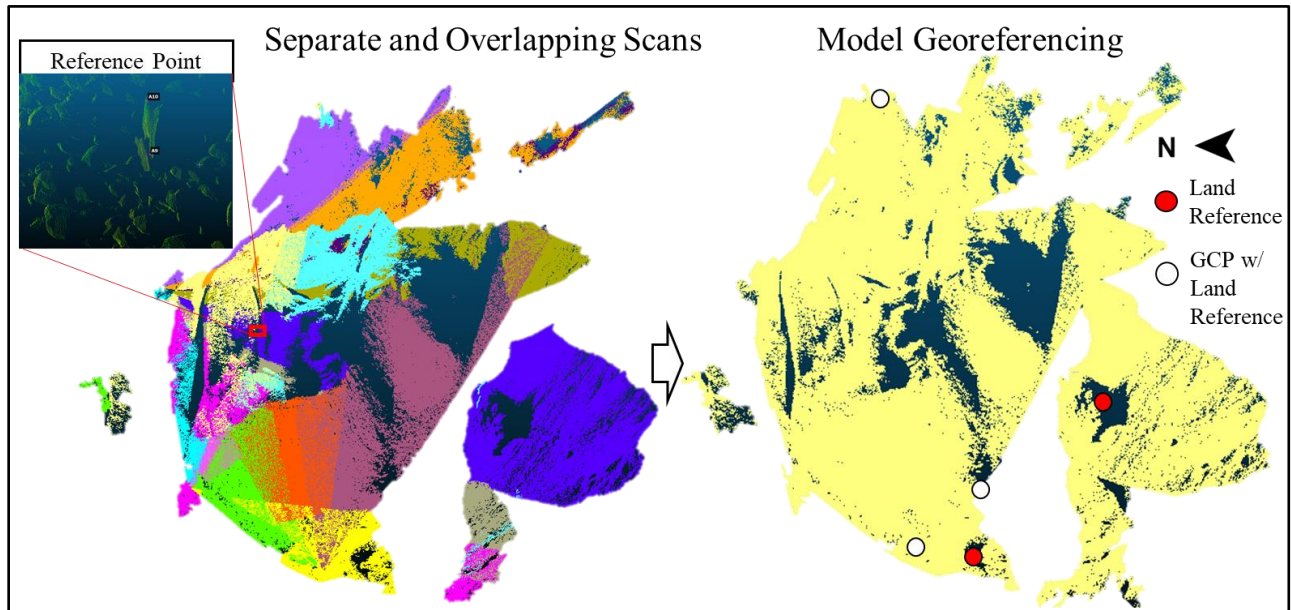 Separate and Overlapping Scans
Reference Point
A10
A9
Model Georeferencing
N
Land
Reference
GCP w/
Land
Reference